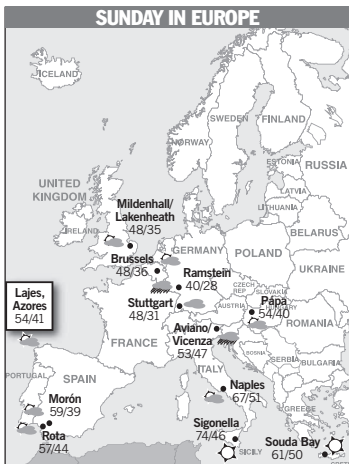 SUNDAY IN EUROPE
ICELAND
SWEDEN
FINLAND
NORWAY
ESTONIA
RUSSIA
LATVIA
LITHUANIA
UNITED
KINGDOM
Mildenhall/
Lakenheath
48/35
IRELAND
BELARUS
Brussels
48/36
GERMANY
POLAND
Ramstein
40/28
UKRAINE
CZECH
REP
SLOVAKIA
Lajes,
Azores
54/41
Stuttgart
48/31
AUSTRIA
Pápa
54/40
HUNGARY
FRANCE
Aviano/
Vicenza
53/47
ROMANIA
BOSNIA
SERBIA
BULGARIA
ITALY
PORTUGAL
SPAIN
Morón
59/39
Naples
67/51
Rota
57/44
Sigonella
74/46
GREECE
SICILY
Souda Bay
61/50